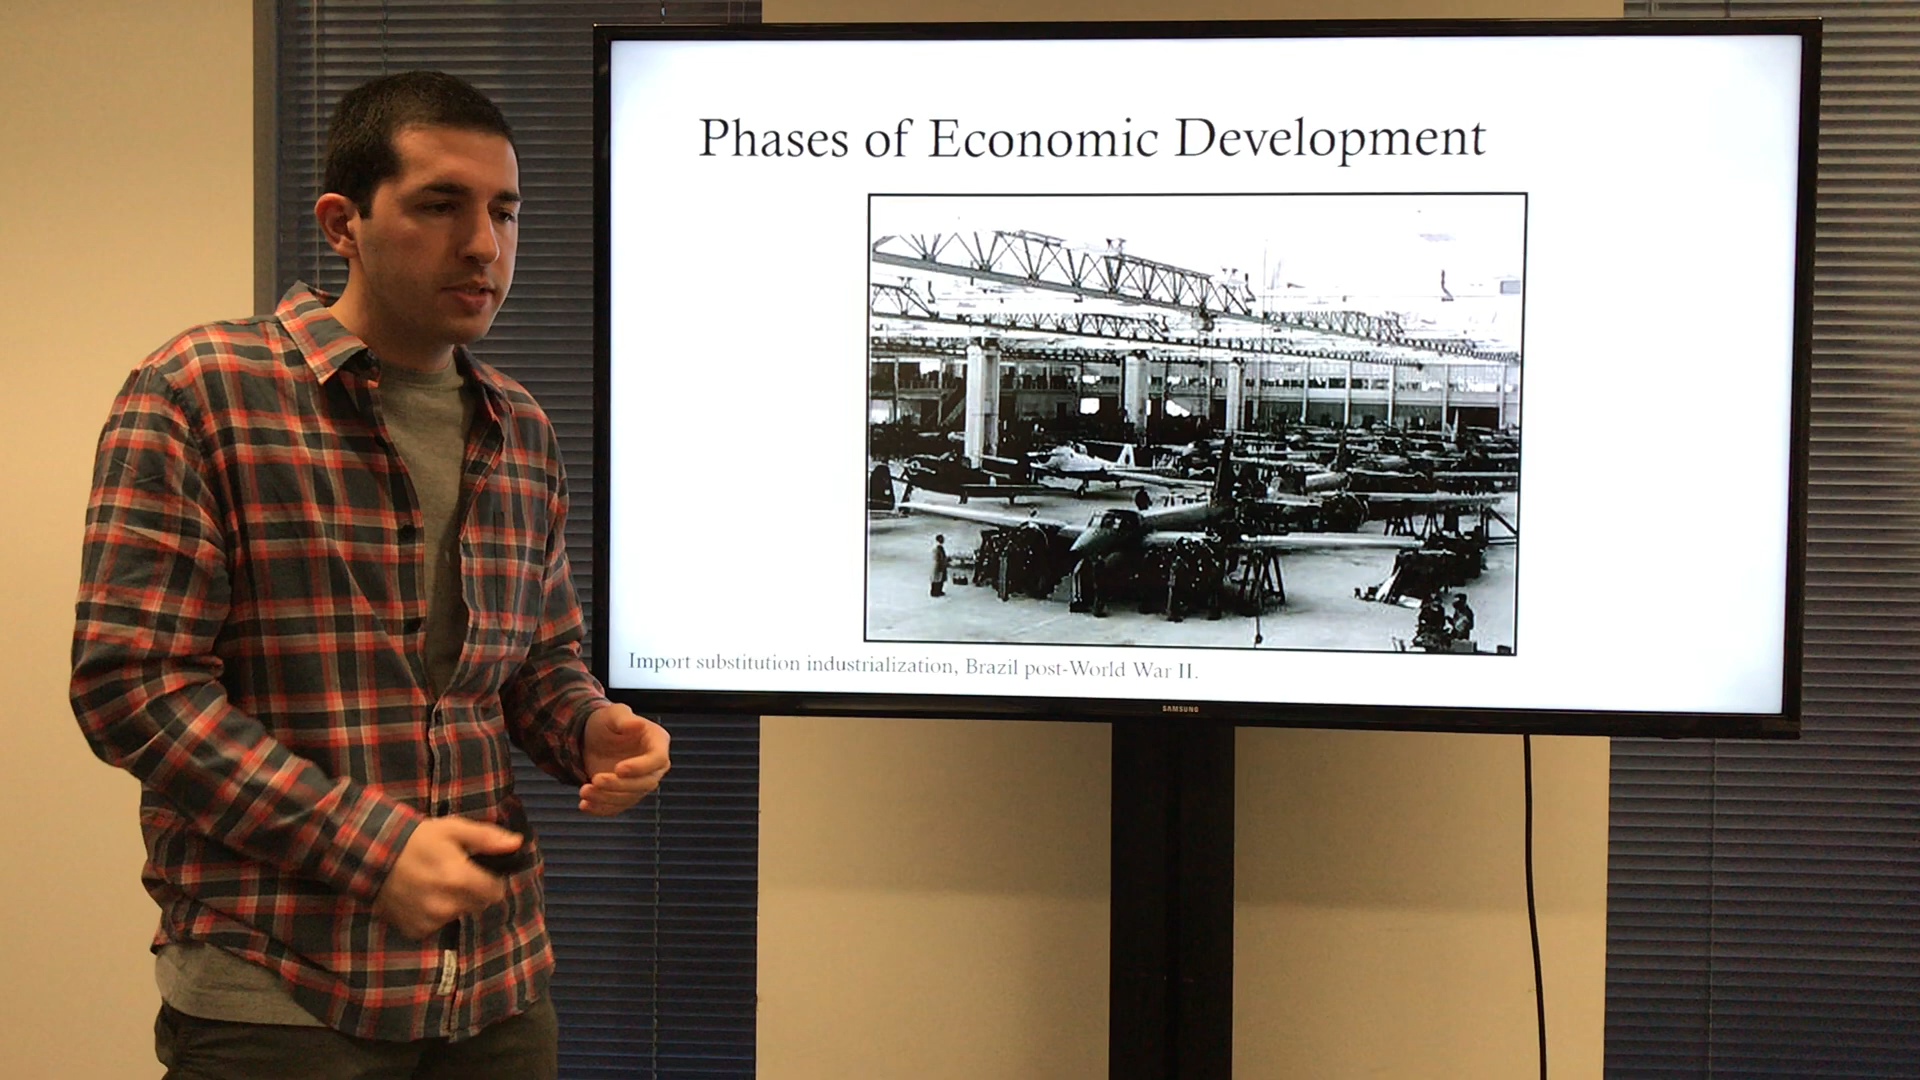 Phases of Economic Development
Import substitution industrialization, Brazil post-World War II.
SAMSUNG